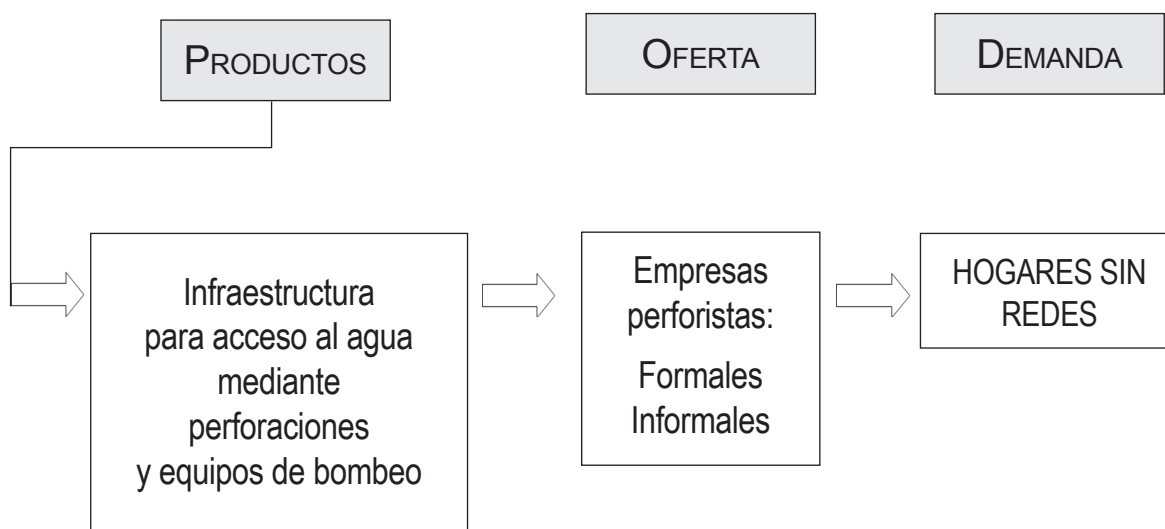 PRODUCTOS
OFERTA
DEMANDA
Infraestructura
para acceso al agua
mediante
perforaciones
y equipos de bombeo
Empresas
perforistas:
Formales
Informales
HOGARES SIN
REDES